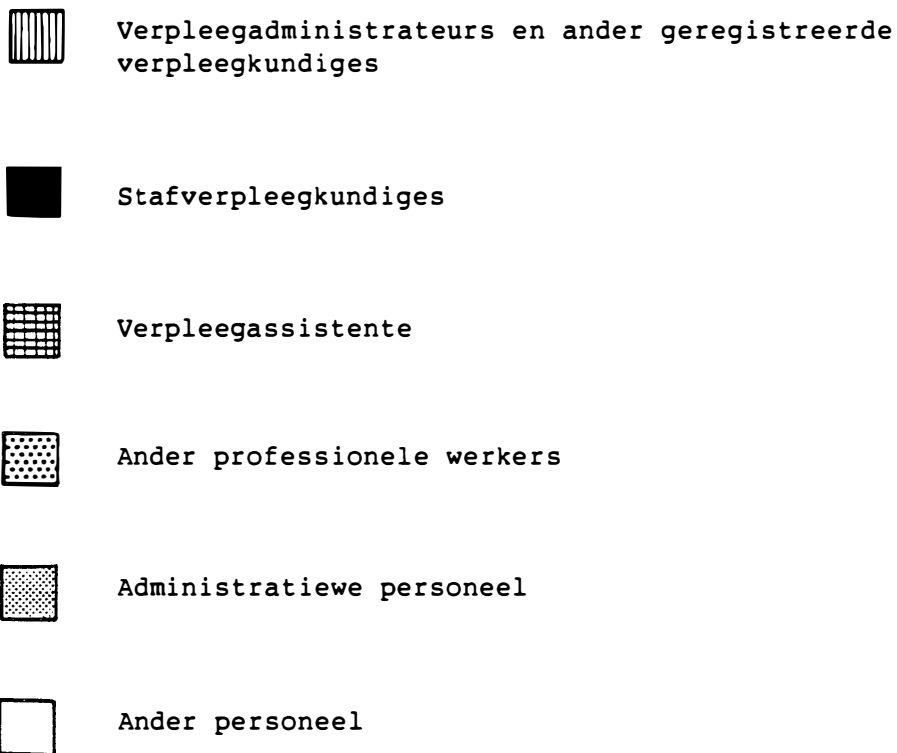 Verpleegadministrateurs en ander geregistreerde
verpleegkundiges
Stafverpleegkundiges
Verpleegassistente
Ander professionele werkers
Administratiewe personeel
Ander personeel